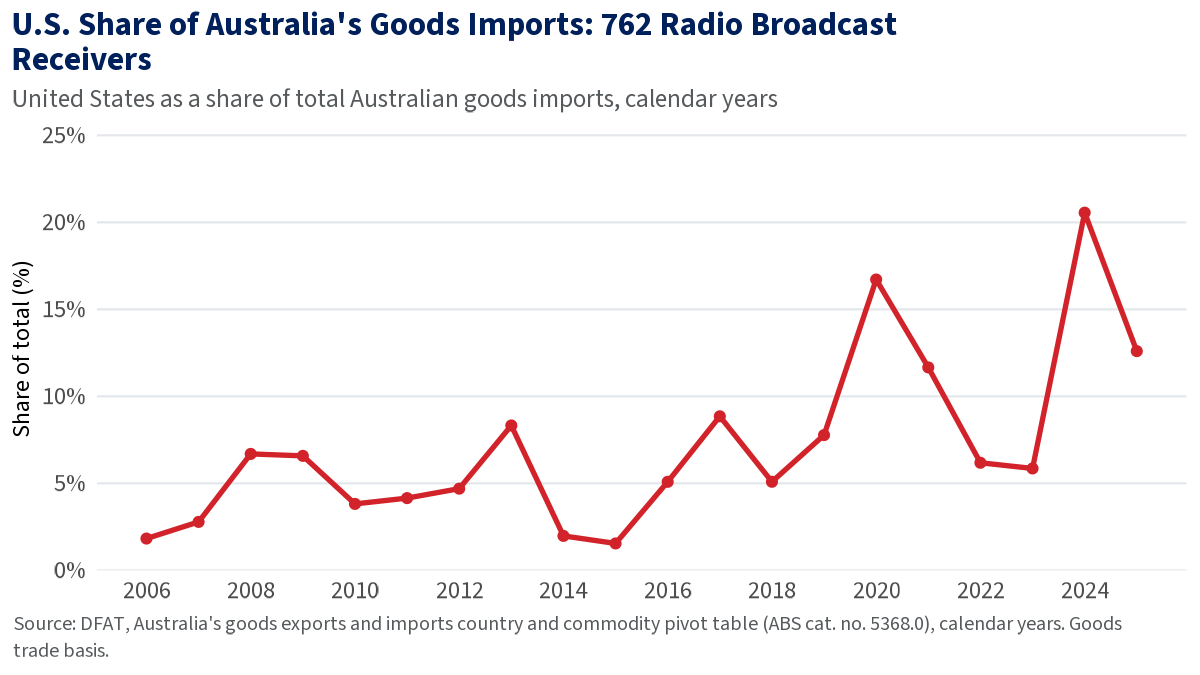 U.S. Share of Australia's Goods Imports: 762 Radio Broadcast
Receivers
United States as a share of total Australian goods imports, calendar years
25%
20%
15%
10%
5%
0%
Share of total (%)
2006 2008 2010 2012 2014 2016 2018 2020 2022 2024
Source: DFAT, Australia's goods exports and imports country and commodity pivot table (ABS cat. no. 5368.0), calendar years. Goods
trade basis.